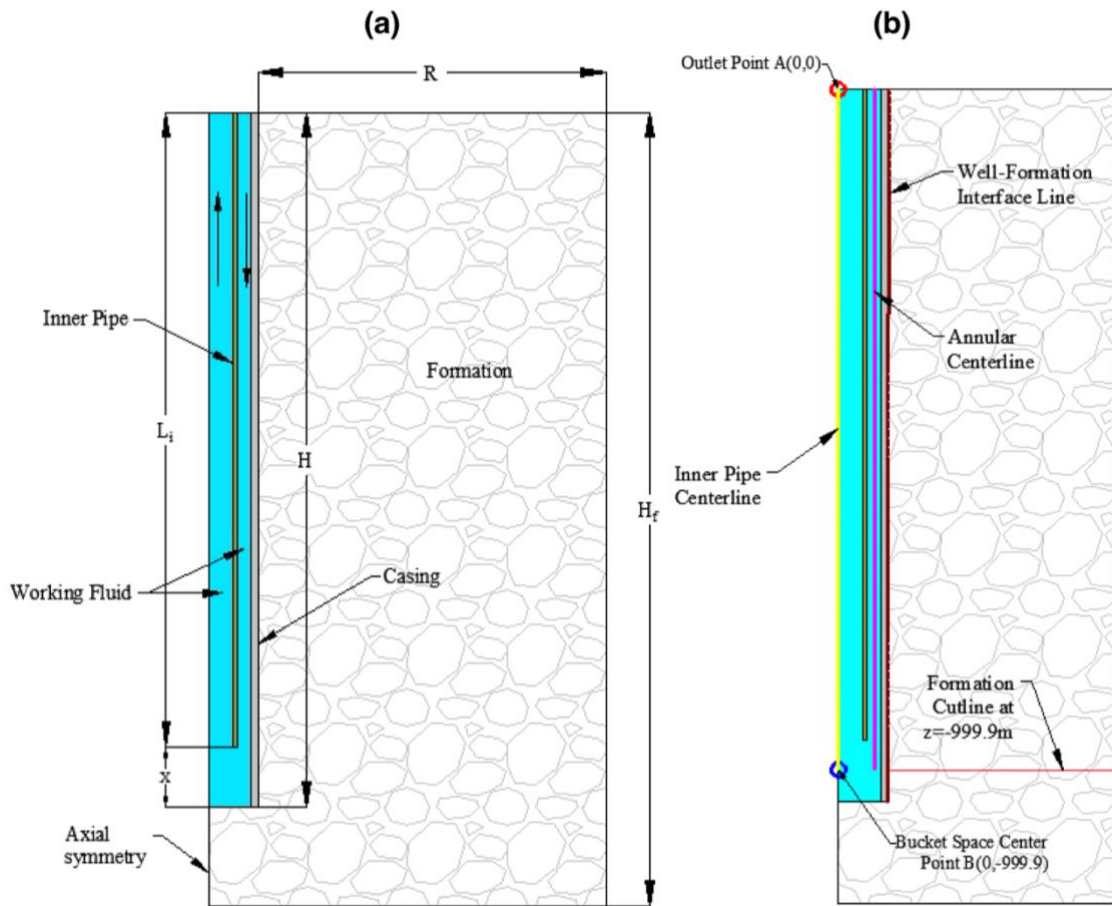 (a)
R
Inner Pipe
Formation
Li
H
Hf
Working Fluid
Casing
x
Axial
symmetry
(b)
Outlet Point A(0,0)
Well-Formation
Interface Line
Annular
Centerline
Inner Pipe
Centerline
Formation
Cutline at
z=-999.9m
Bucket Space Center
Point B(0,-999.9)